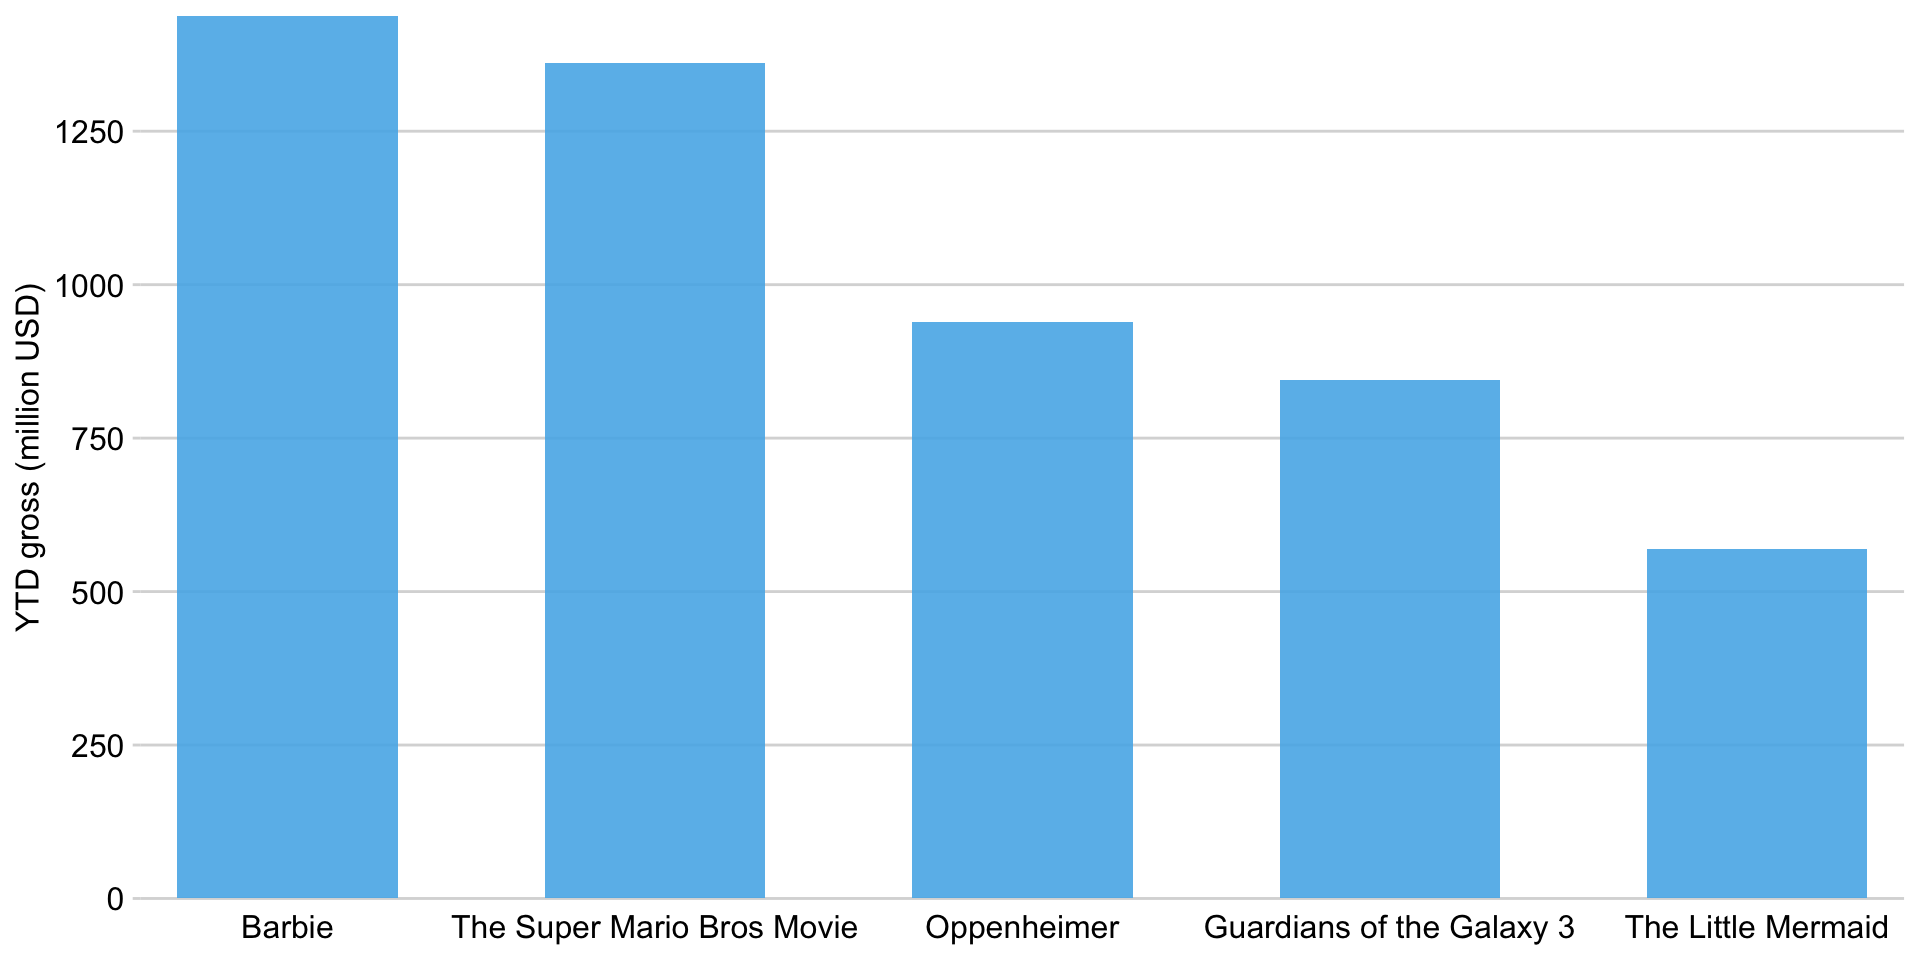 YTD gross (million USD)
1250
1000
750
500
250
0
Barbie
The Super Mario Bros Movie
Oppenheimer
Guardians of the Galaxy 3
The Little Mermaid